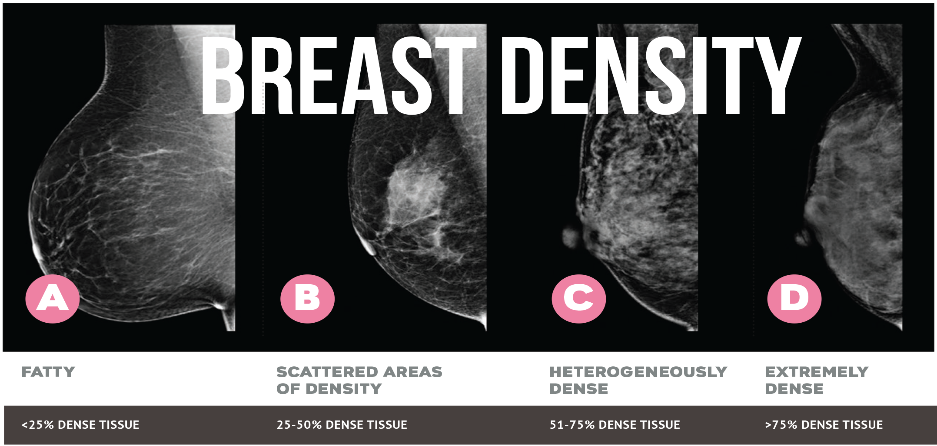 BREAST DENSITY
A
B
C
D
FATTY
SCATTERED AREAS
OF DENSITY
HETEROGENEOUSLY
DENSE
EXTREMELY
DENSE
<25% DENSE TISSUE
25-50% DENSE TISSUE
51-75% DENSE TISSUE
>75% DENSE TISSUE